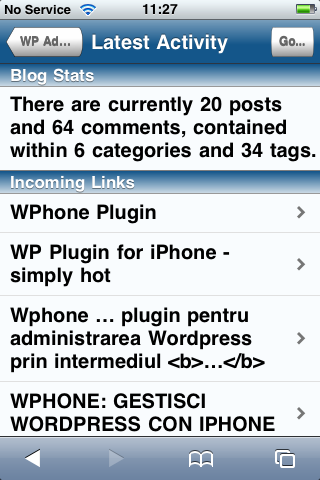 No Service 11:27
WP Ad... Latest Activity Go...
Blog Stats
There are currently 20 posts
and 64 comments, contained
within 6 categories and 34 tags.
Incoming Links
WPhone Plugin
WP Plugin for iPhone -
simply hot
Wphone ... plugin pentru
administrarea Wordpress
prin intermediul <b>...</b>
WPHONE: GESTISCI
WORDPRESS CON IPHONE